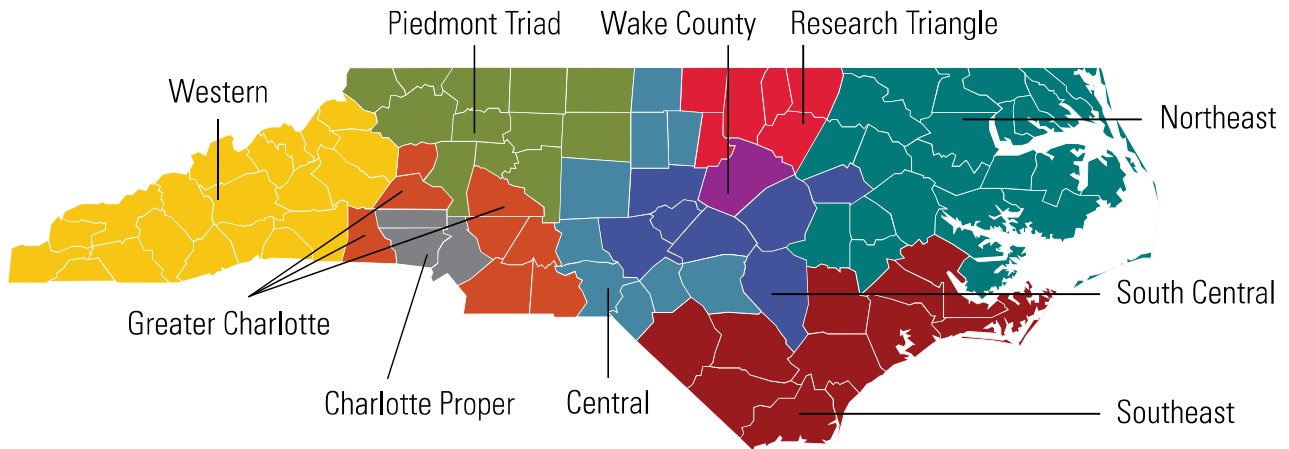 Piedmont Triad
Wake County
Research Triangle
Western
Northeast
Greater Charlotte
South Central
Charlotte Proper
Central
Southeast